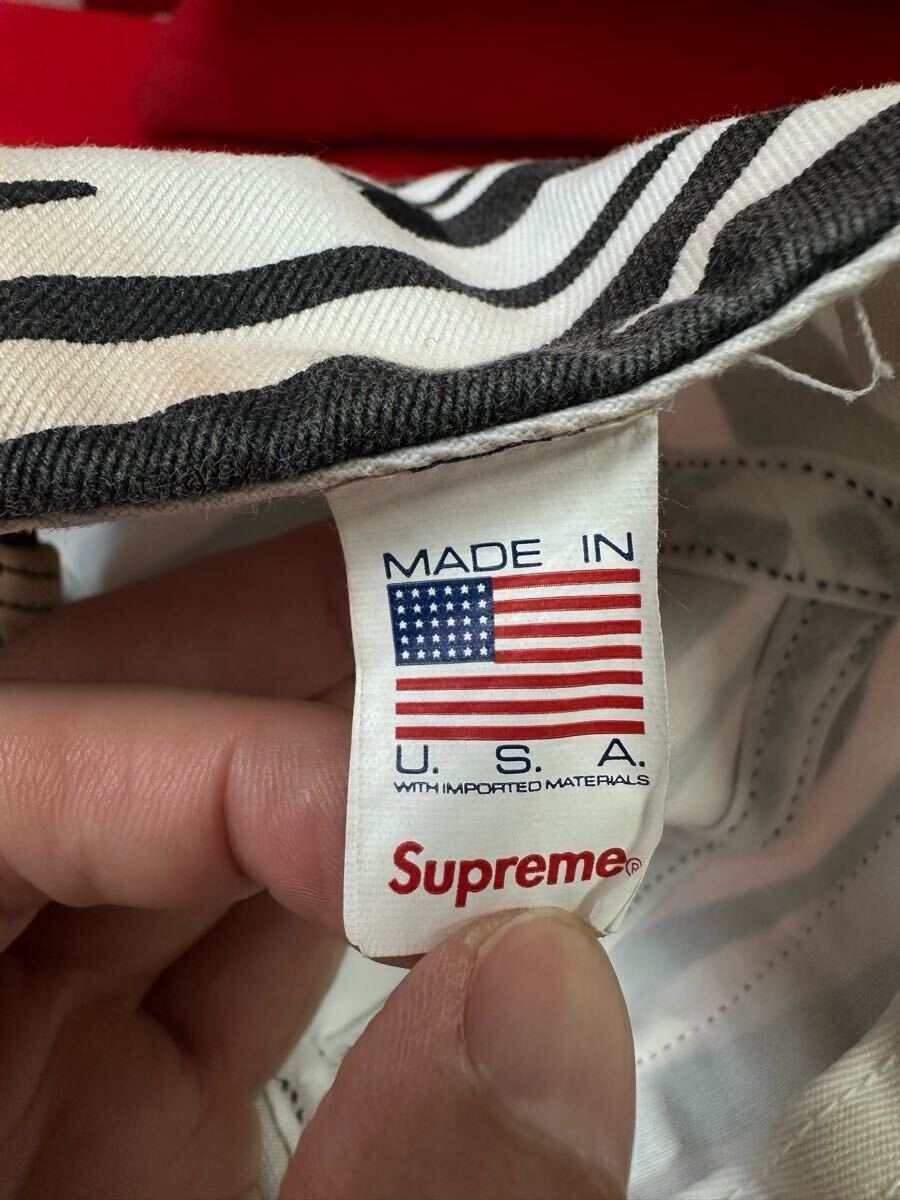 MADE IN
U. S. A.
WITH IMPORTED MATERIALS
Supreme®